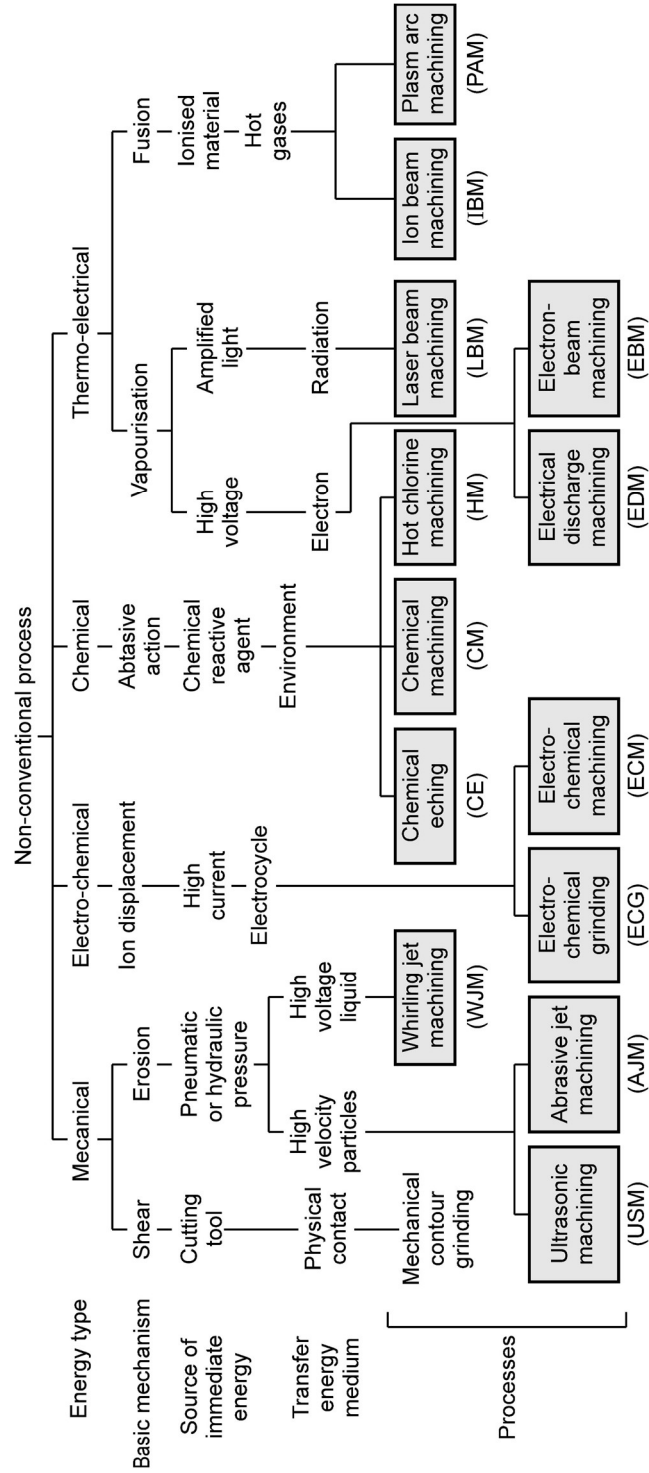 Non-conventional process
Energy type
Mecanical
Electro-chemical
Chemical
Thermo-electrical
Basic mechanism
Shear
Erosion
Ion displacement
Abtasive
action
Vapourisation
Fusion
Source of
immediate
energy
Cutting
tool
Pneumatic
or hydraulic
pressure
High
current
Chemical
reactive
agent
High
voltage
Amplified
light
Ionised
material
Transfer
energy
medium
Physical
contact
High
velocity
particles
High
voltage
liquid
Electrocycle
Environment
Electron
Radiation
Hot
gases
Processes
Mechanical
contour
grinding
Whirling jet
machining
(WJM)
Chemical
eching
(CE)
Chemical
machining
(CM)
Hot chlorine
machining
(HM)
Laser beam
machining
(LBM)
Ion beam
machining
(IBM)
Plasm arc
machining
(PAM)
Ultrasonic
machining
(USM)
Abrasive jet
machining
(AJM)
Electro-
chemical
grinding
(ECG)
Electro-
chemical
machining
(ECM)
Electrical
discharge
machining
(EDM)
Electron-
beam
machining
(EBM)